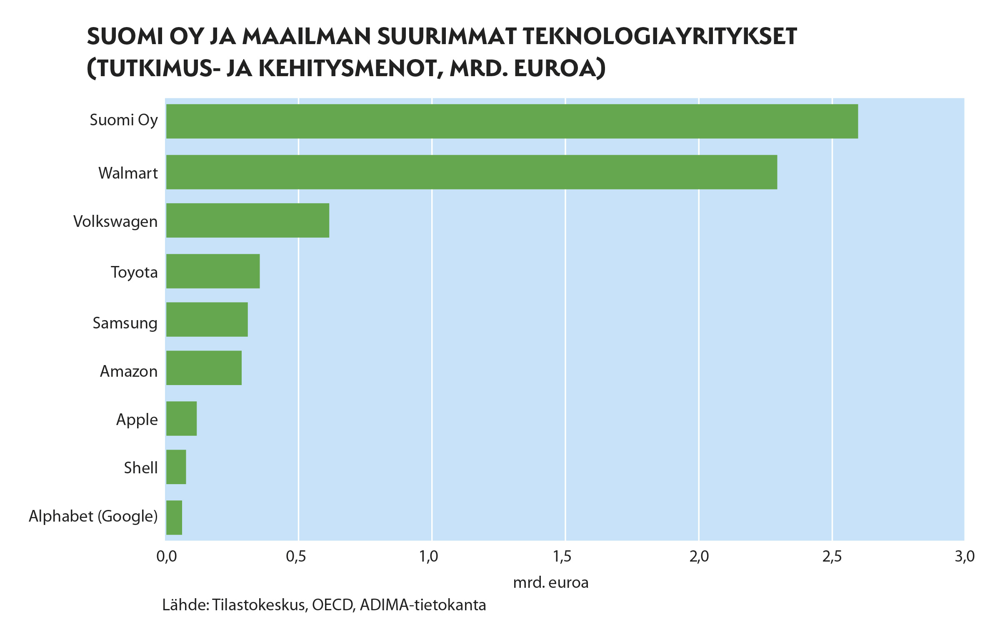 SUOMI OY JA MAAILMAN SUURIMMAT TEKNOLOGIAYRITYKSET
(TUTKIMUS- JA KEHITYSMENOT, MRD. EUROA)
Suomi Oy
Walmart
Volkswagen
Toyota
Samsung
Amazon
Apple
Shell
Alphabet (Google)
0,0 0,5 1,0 1,5 2,0 2,5 3,0
mrd. euroa
Lähde: Tilastokeskus, OECD, ADIMA-tietokanta